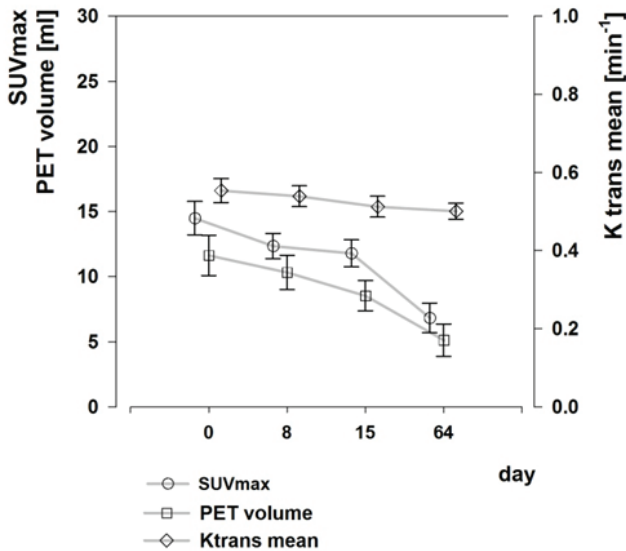 SUVmax
PET volume [ml]
30
25
20
15
10
5
0
1.0
0.8
0.6
0.4
0.2
0.0
K trans mean [min⁻¹]
0 8 15 64
day
SUVmax
PET volume
Ktrans mean